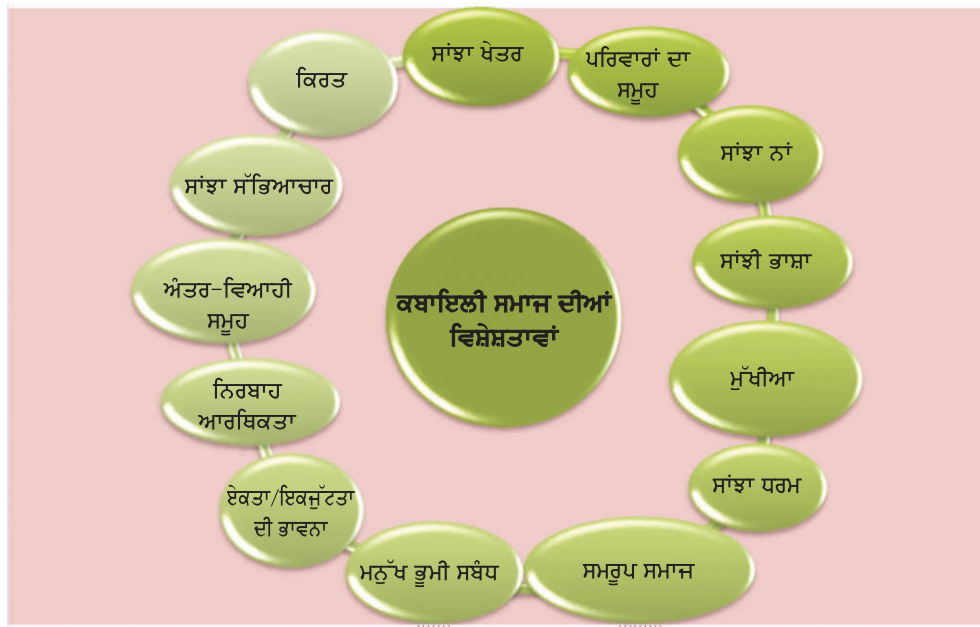 ਸਾਂਝਾ ਖੇਤਰ
ਪਰਿਵਾਰਾਂ ਦਾ
ਸਮੂਹ
ਸਾਂਝਾ ਨਾਂ
ਸਾਂਝੀ ਭਾਸ਼ਾ
ਮੁੱਖੀਆ
ਸਾਂਝਾ ਧਰਮ
ਸਮਰੂਪ ਸਮਾਜ
ਮਨੁੱਖ ਭੂਮੀ ਸਬੰਧ
ਏਕਤਾ/ਇਕਜੁੱਟਤਾ
ਦੀ ਭਾਵਨਾ
ਨਿਰਬਾਹ
ਆਰਥਿਕਤਾ
ਅੰਤਰ-ਵਿਆਹੀ
ਸਮੂਹ
ਸਾਂਝਾ ਸੱਭਿਆਚਾਰ
ਕਿਰਤ
ਕਬਾਇਲੀ ਸਮਾਜ ਦੀਆਂ
ਵਿਸ਼ੇਸ਼ਤਾਵਾਂ